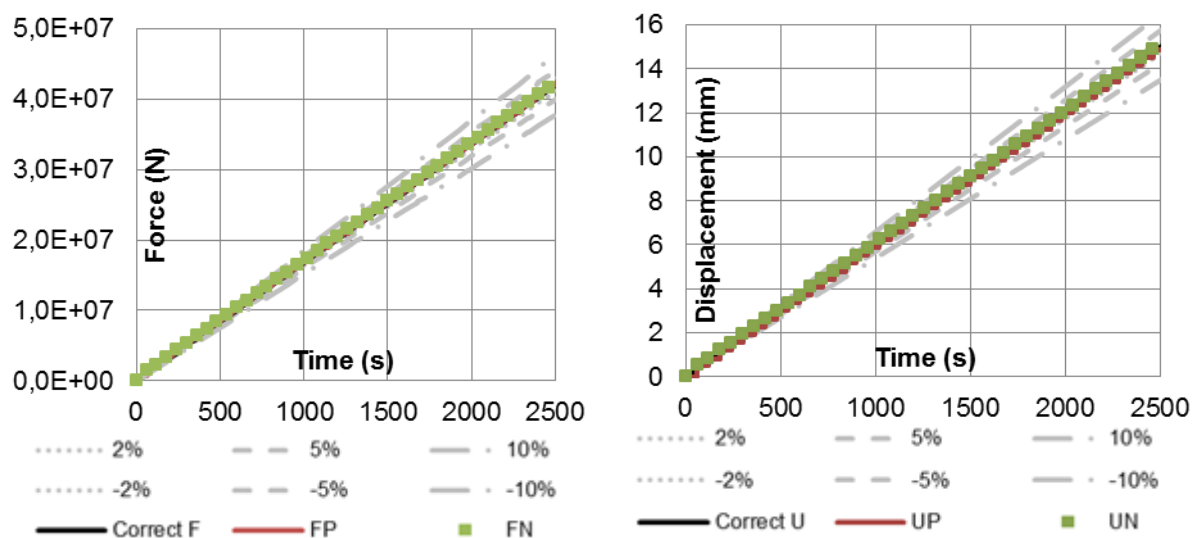 5,0E+07
4,0E+07
3,0E+07
2,0E+07
1,0E+07
0,0E+00
Force (N)
Time (s)
0 500 1000 1500 2000 2500
2% 5% 10%
-2% -5% -10%
Correct F FP FN
16
14
12
10
8
6
4
2
0
Displacement (mm)
Time (s)
0 500 1000 1500 2000 2500
2% 5% 10%
-2% -5% -10%
Correct U UP UN